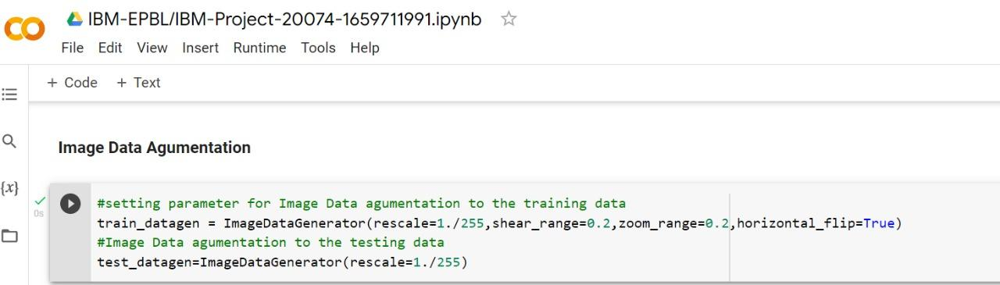 IBM-EPBL/IBM-Project-20074-1659711991.ipynb
File Edit View Insert Runtime Tools Help
+ Code + Text
Image Data Agumentation
{x}
0s
#setting parameter for Image Data agumentation to the training data
train_datagen = ImageDataGenerator(rescale=1./255,shear_range=0.2,zoom_range=0.2,horizontal_flip=True)
#Image Data agumentation to the testing data
test_datagen=ImageDataGenerator(rescale=1./255)